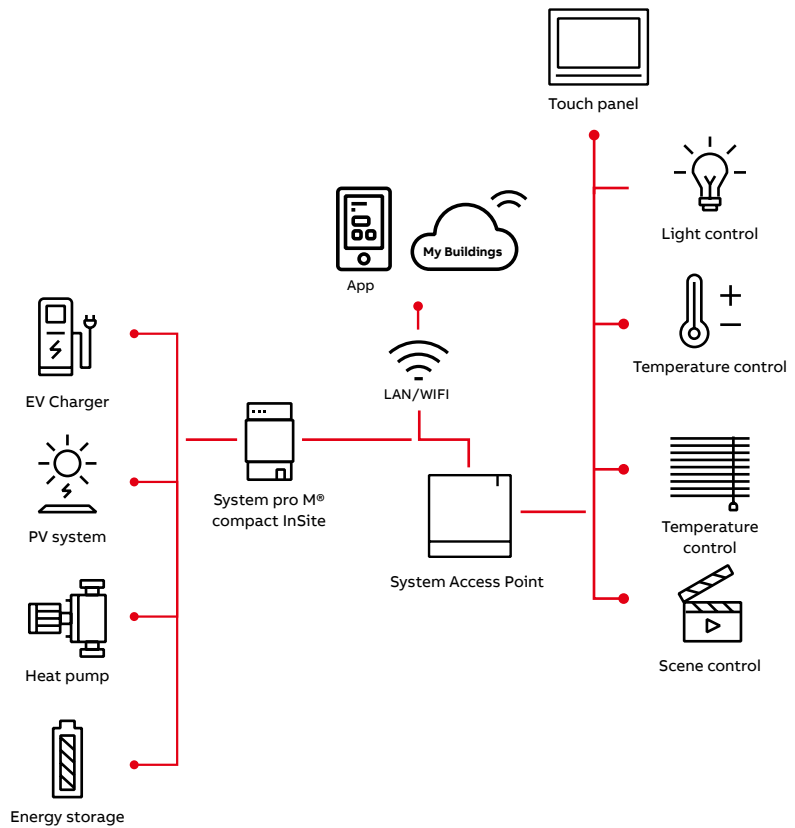 Touch panel
Light control
My Buildings
App
Temperature control
LAN/WIFI
EV Charger
System pro M®
compact InSite
PV system
Temperature
control
System Access Point
Heat pump
Scene control
Energy storage